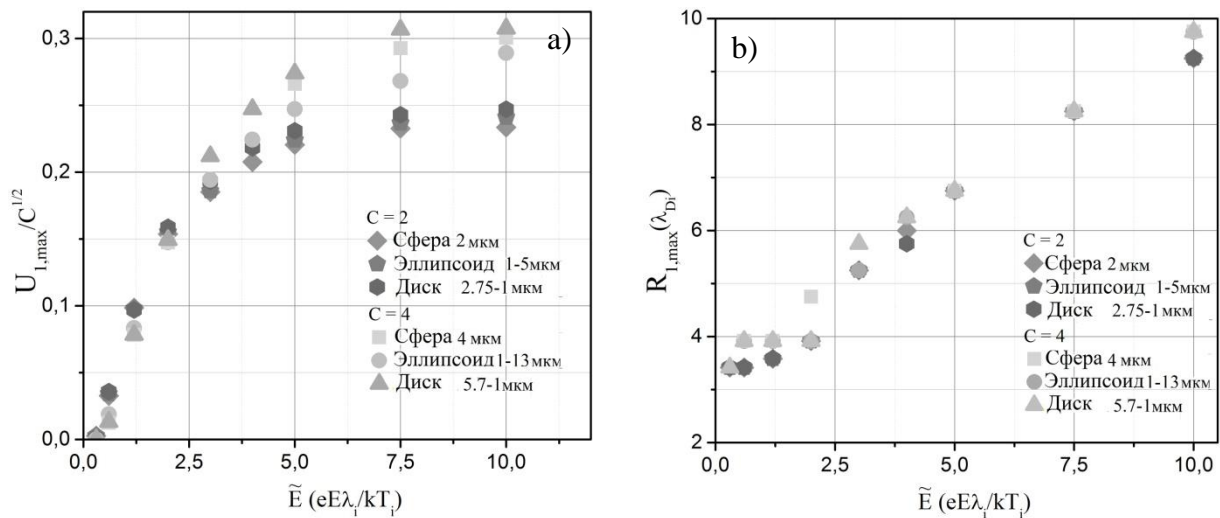 a)
0,3
0,2
0,1
0,0
U1,max/C^1/2
C = 2
Сфера 2 мкм
Эллипсоид 1-5мкм
Диск 2.75-1 мкм
C = 4
Сфера 4 мкм
Эллипсоид 1-13 мкм
Диск 5.7-1мкм
0,0 2,5 5,0 7,5 10,0
Ẽ (eEλi/kTi)
b)
10
8
6
4
2
R1,max(λDi)
C = 2
Сфера 2 мкм
Эллипсоид 1-5мкм
Диск 2.75-1 мкм
C = 4
Сфера 4 мкм
Эллипсоид 1-13мкм
Диск 5.7-1мкм
0,0 2,5 5,0 7,5 10,0
Ẽ (eEλi/kTi)